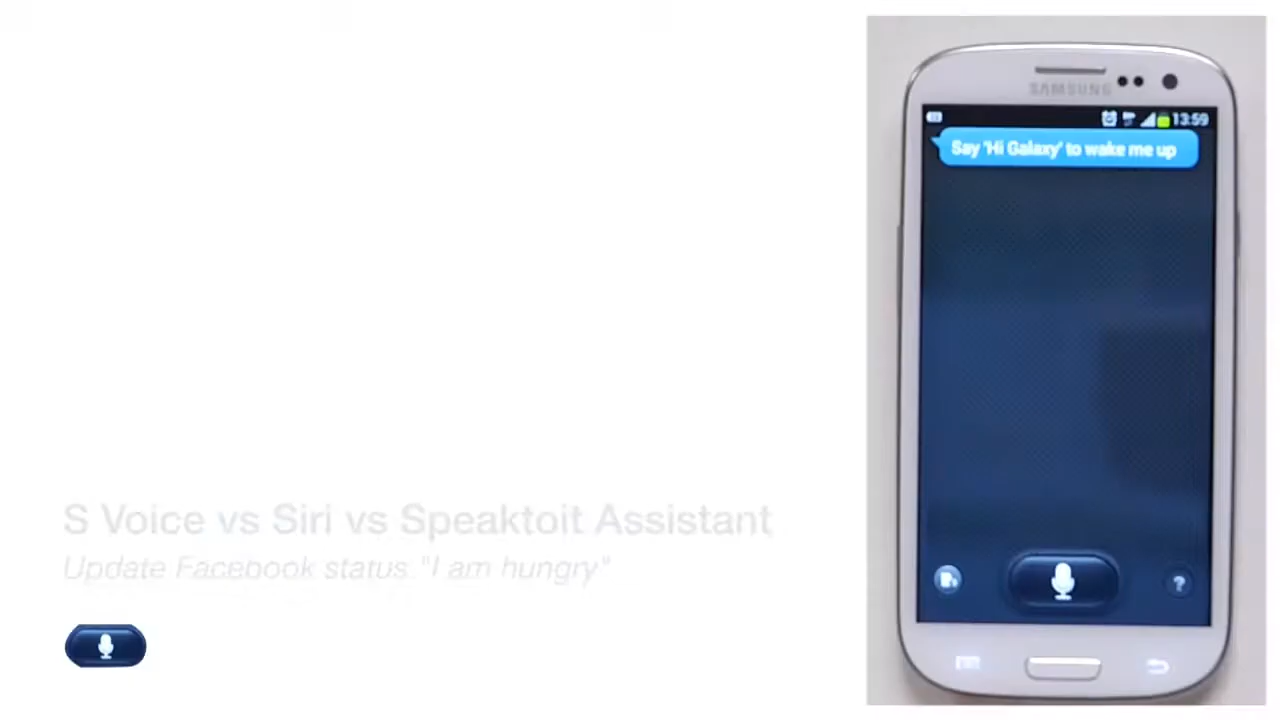 SAMSUNG
13:59
Say 'Hi Galaxy' to wake me up
?
S Voice vs Siri vs Speaktoit Assistant
Update Facebook status "I am hungry"